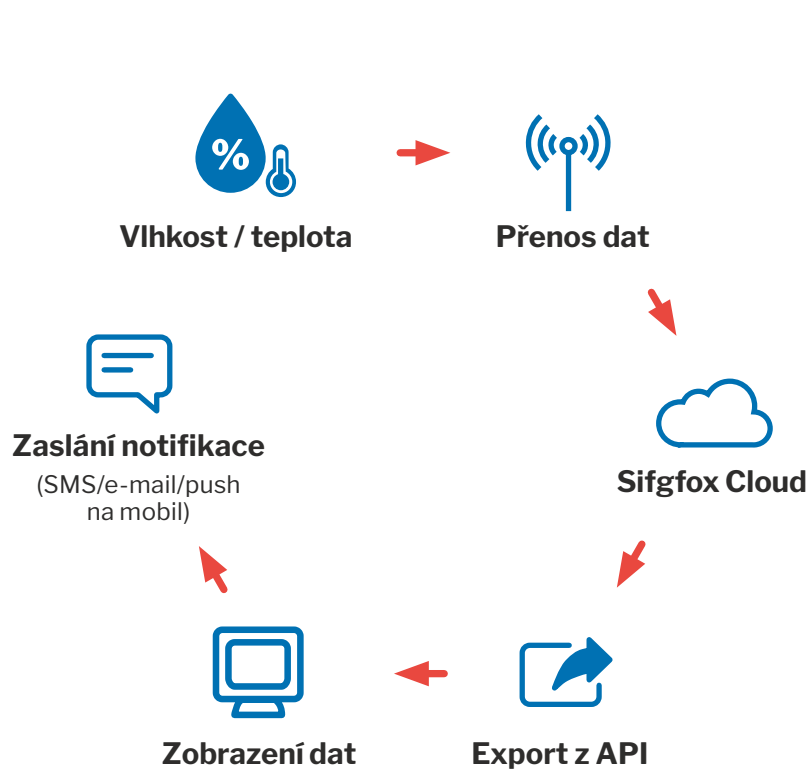 %
Vlhkost / teplota
Přenos dat
Sifgfox Cloud
Export z API
Zobrazení dat
Zaslání notifikace
(SMS/e-mail/push
na mobil)